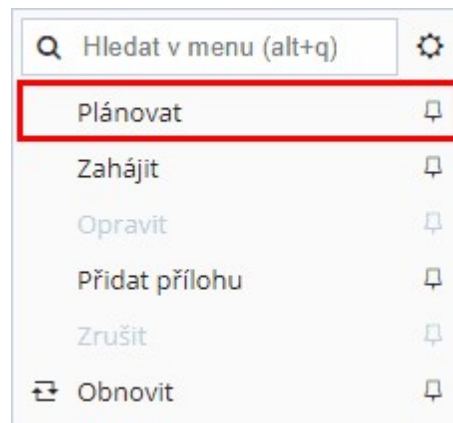 Hledat v menu (alt+q)
Plánovat
Zahájit
Opravit
Přidat přílohu
Zrušit
Obnovit